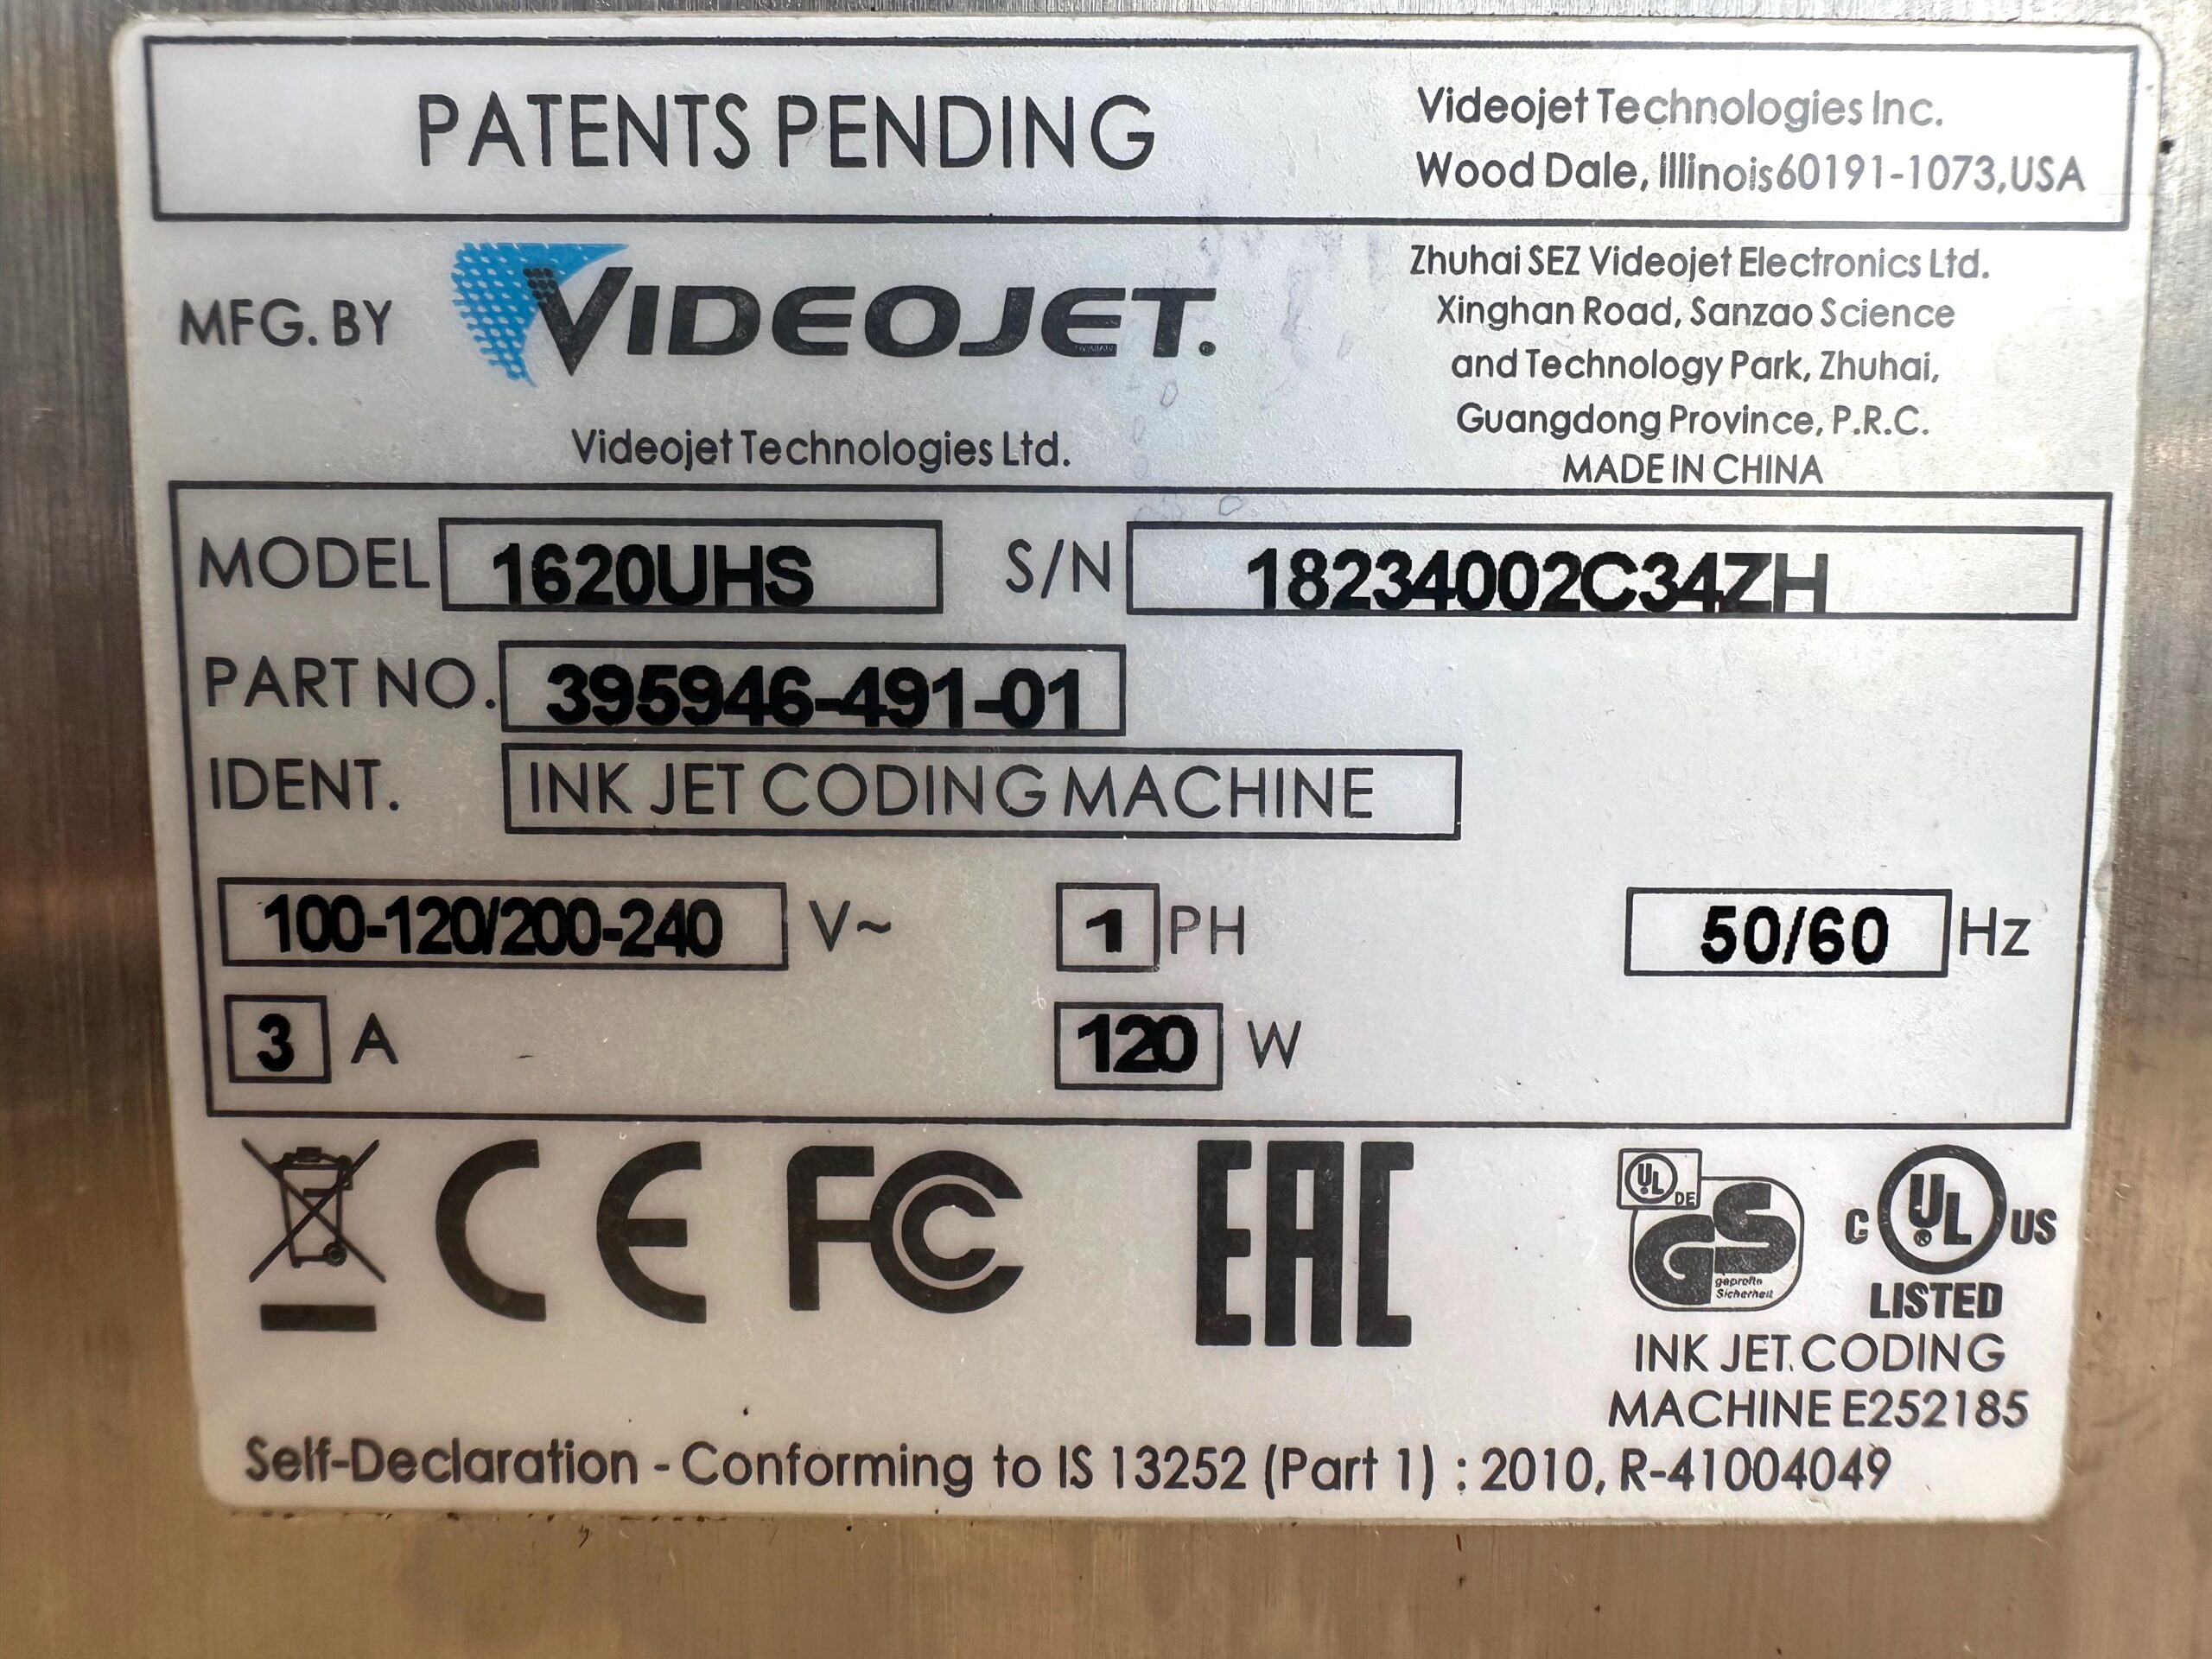 PATENTS PENDING
Videojet Technologies Inc.
Wood Dale, Illinois 60191-1073, USA
MFG. BY
VIDEOJET.
Videojet Technologies Ltd.
Zhuhai SEZ Videojet Electronics Ltd.
Xinghan Road, Sanzao Science
and Technology Park, Zhuhai,
Guangdong Province, P.R.C.
MADE IN CHINA
MODEL 1620UHS S/N 18234002C34ZH
PART NO. 395946-491-01
IDENT. INK JET CODING MACHINE
100-120/200-240 V~ 1 PH 50/60 Hz
3 A 120 W
CE FC EAC
UL DE
GS
geprüfte
Sicherheit
C UL ® US
LISTED
INK JET CODING
MACHINE E252185
Self-Declaration - Conforming to IS 13252 (Part 1) : 2010, R-41004049